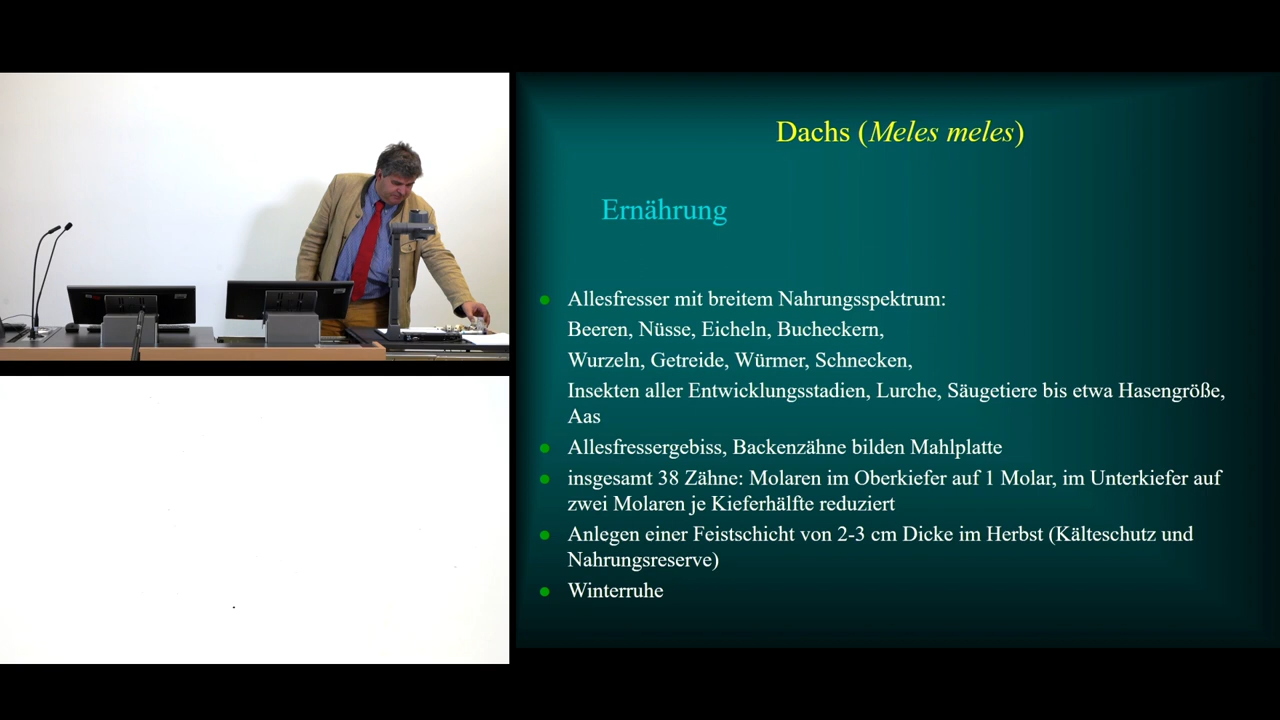 Dachs (Meles meles)
Ernährung
Allesfresser mit breitem Nahrungsspektrum:
Beeren, Nüsse, Eicheln, Bucheckern,
Wurzeln, Getreide, Würmer, Schnecken,
Insekten aller Entwicklungsstadien, Lurche, Säugetiere bis etwa Hasengröße,
Aas
Allesfressergebiss, Backenzähne bilden Mahlplatte
insgesamt 38 Zähne: Molaren im Oberkiefer auf 1 Molar, im Unterkiefer auf
zwei Molaren je Kieferhälfte reduziert
Anlegen einer Feistschicht von 2-3 cm Dicke im Herbst (Kälteschutz und
Nahrungsreserve)
Winterruhe